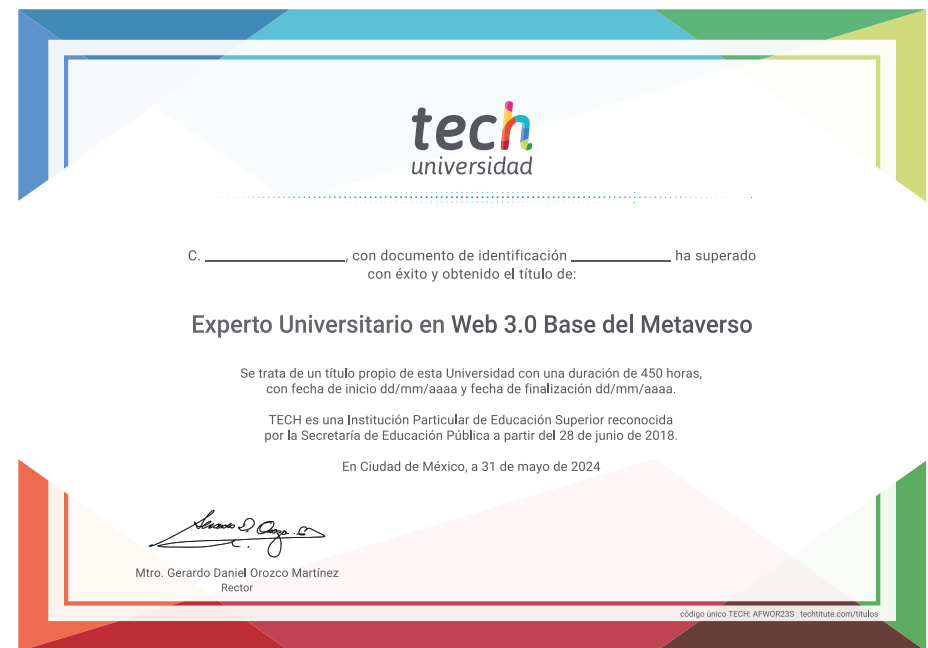 tech
universidad
C. ____________, con documento de identificación ____________ ha superado
con éxito y obtenido el título de:
Experto Universitario en Web 3.0 Base del Metaverso
Se trata de un título propio de esta Universidad con una duración de 450 horas,
con fecha de inicio dd/mm/aaaa y fecha de finalización dd/mm/aaaa.
TECH es una Institución Particular de Educación Superior reconocida
por la Secretaría de Educación Pública a partir del 28 de junio de 2018.
En Ciudad de México, a 31 de mayo de 2024
Mtro. Gerardo Daniel Orozco Martínez
Rector
código único TECH: AFWOR23S techtitute.com/titulos